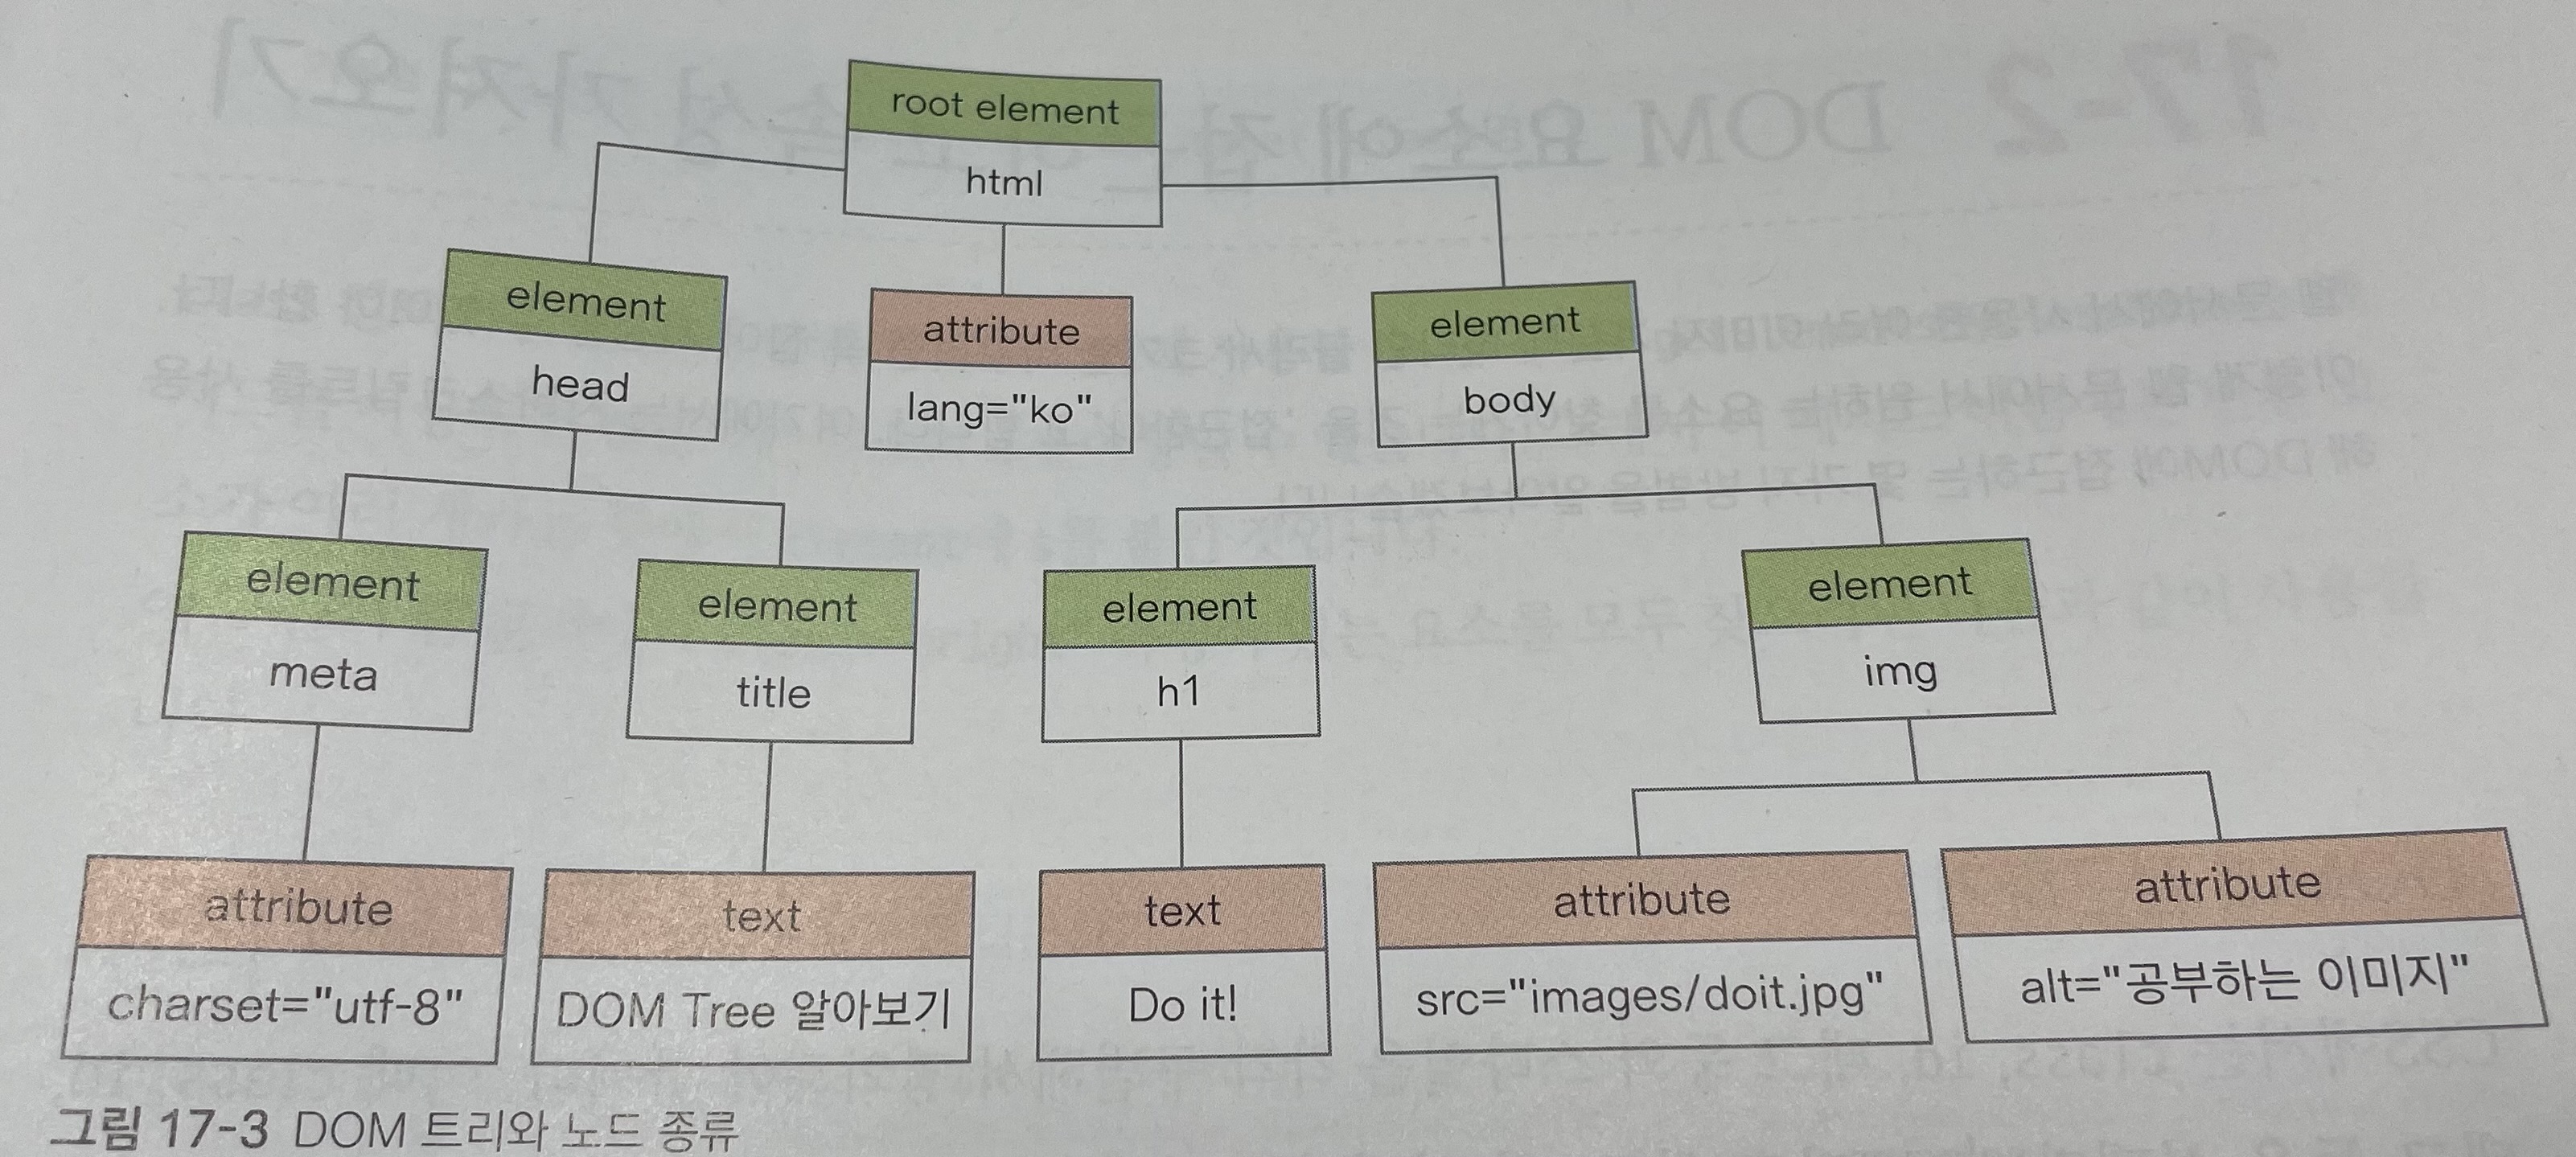 root element
html
element
head
attribute
lang="ko"
element
body
element
meta
element
title
element
h1
element
img
attribute
charset="utf-8"
text
DOM Tree 알아보기
text
Do it!
attribute
src="images/doit.jpg"
attribute
alt="공부하는 이미지"
그림 17-3 DOM 트리와 노드 종류